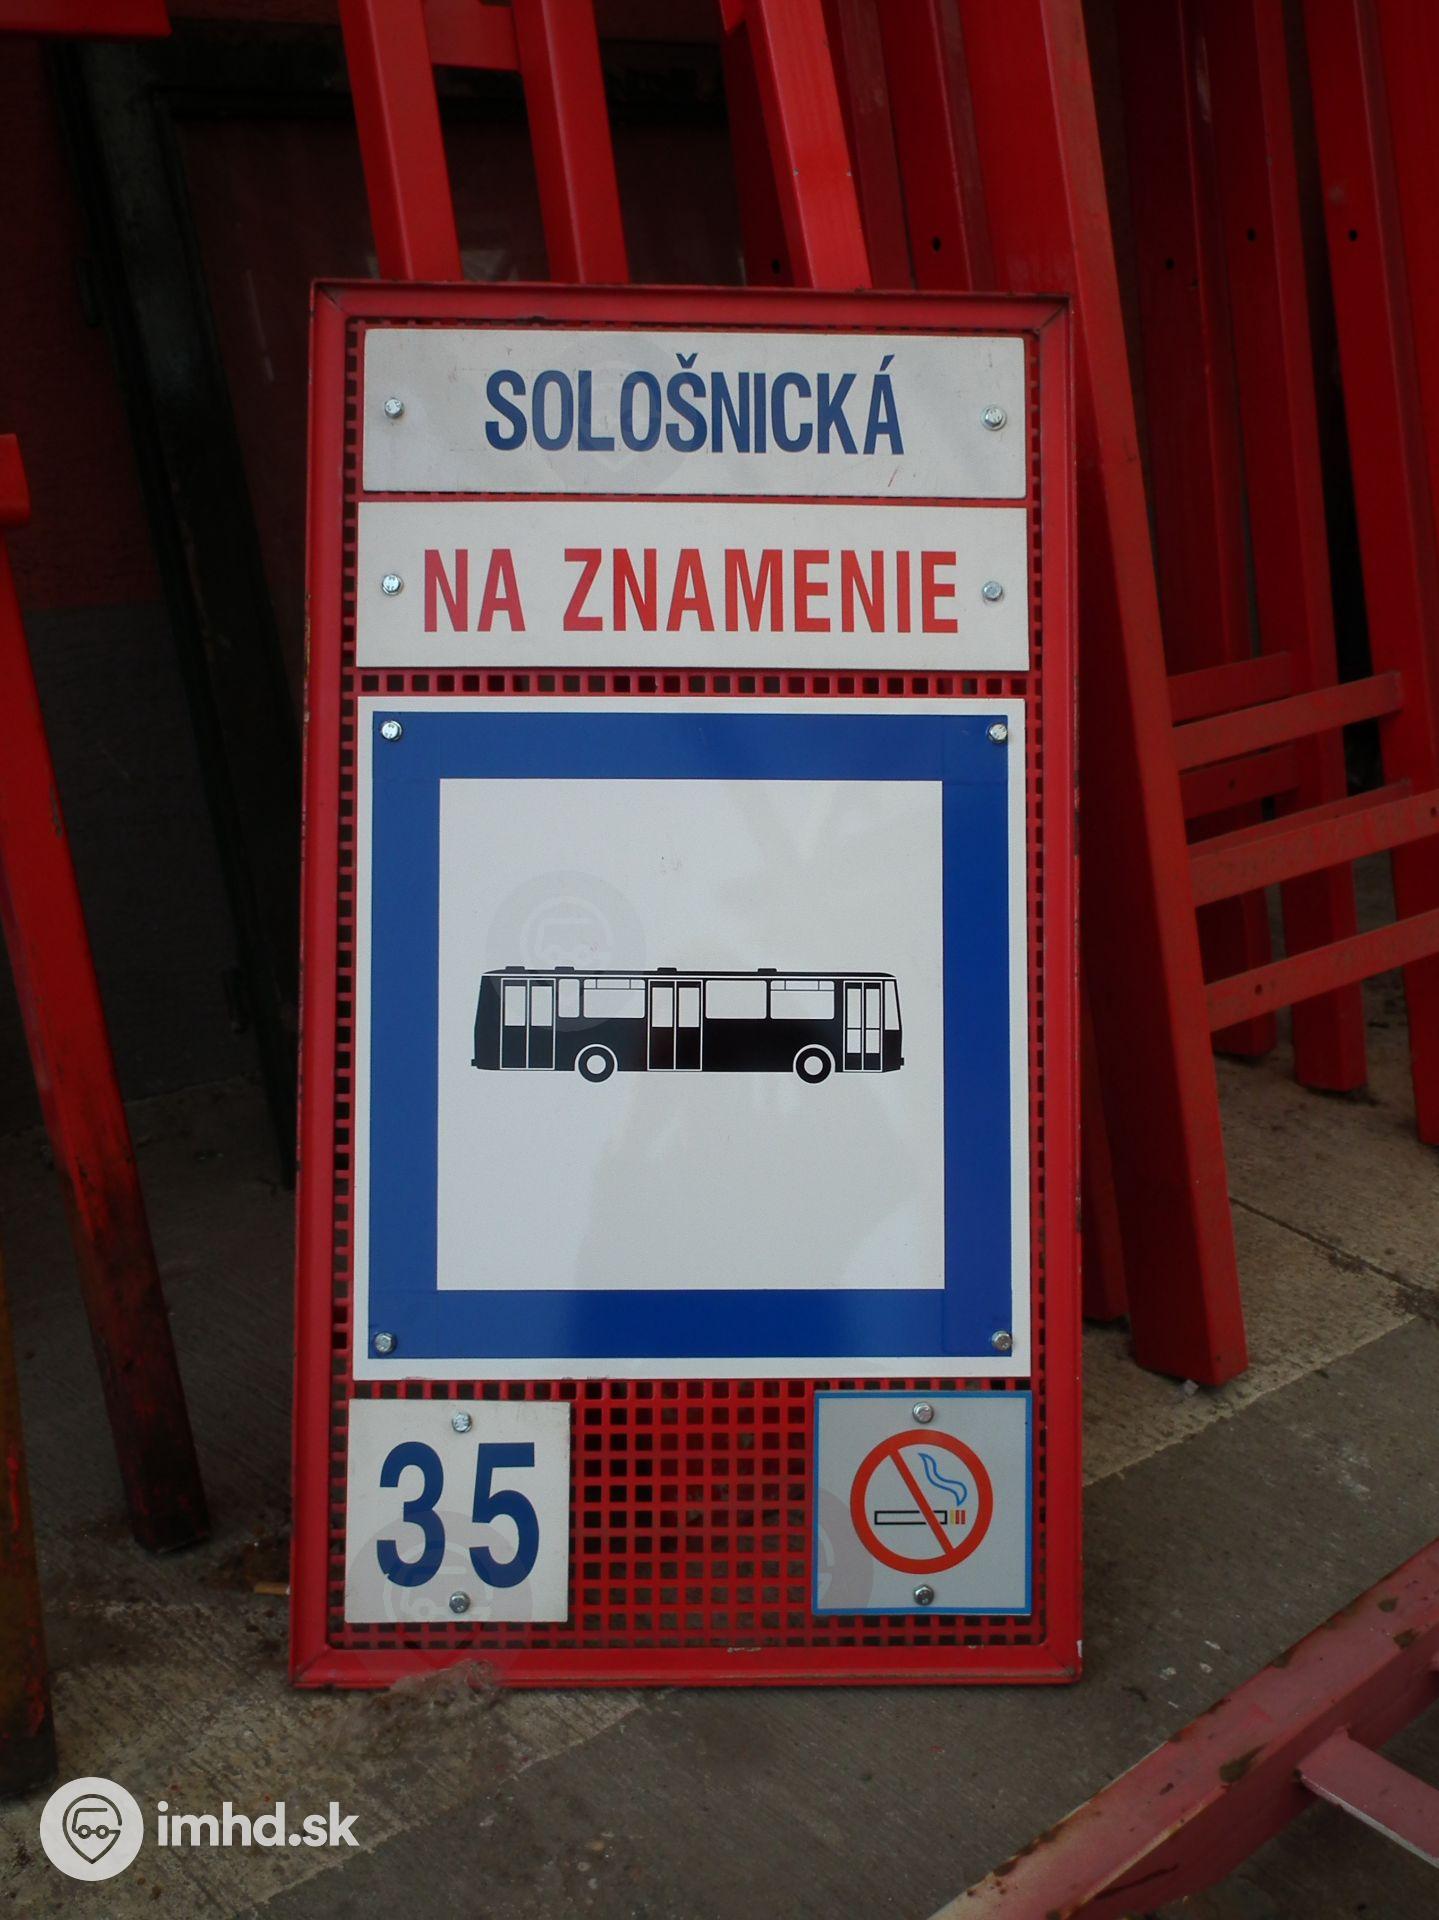 SOLOŠNICKÁ
NA ZNAMENIE
35
imhd.sk